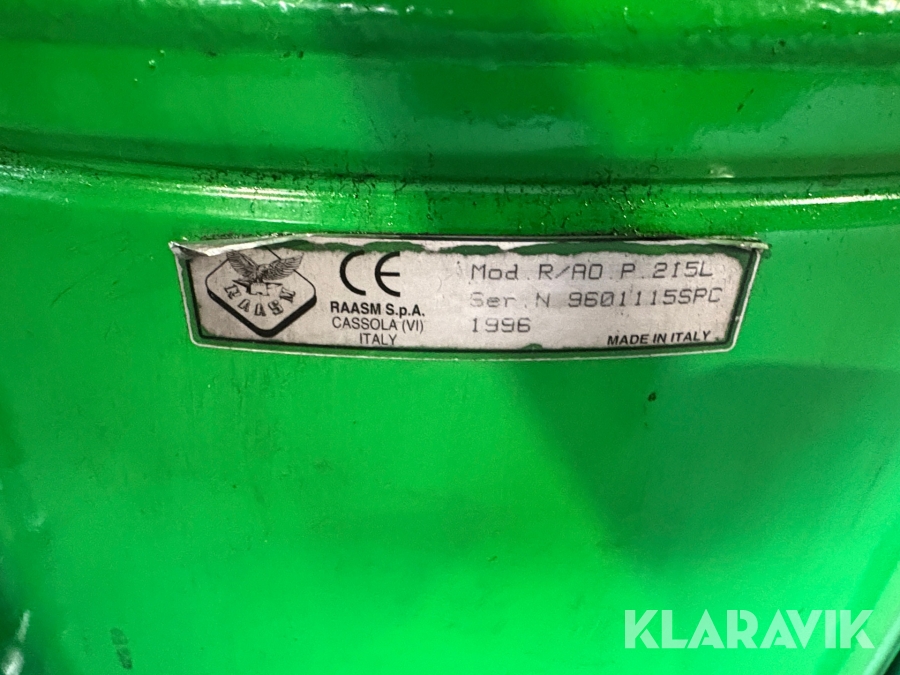 RAASM
CE
RAASM S.p.A.
CASSOLA (VI)
ITALY
Mod. R/AO P. 215L
Ser. N 9601115SPC
1996
MADE IN ITALY
KLARAVIK